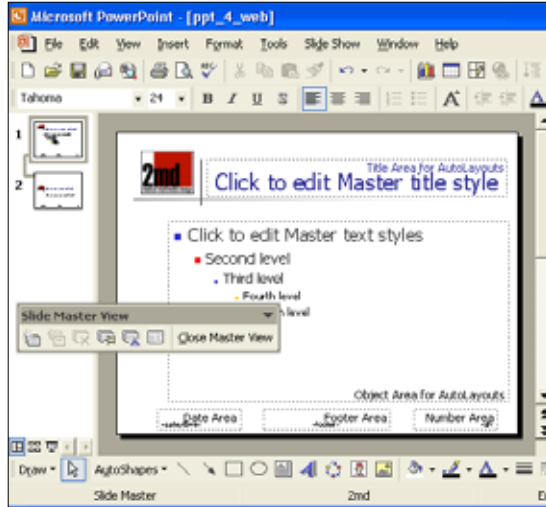 Microsoft PowerPoint - [ppt_4_web]
File Edit View Insert Format Tools Slide Show Window Help
Tahoma 24 B I U S A A
1
2
2md
Title Area for AutoLayouts
Click to edit Master title style
Click to edit Master text styles
Second level
Third level
Fourth level
level
Slide Master View
Close Master View
Object Area for AutoLayouts
Date Area Footer Area Number Area
Draw AutoShapes A
Slide Master 2md